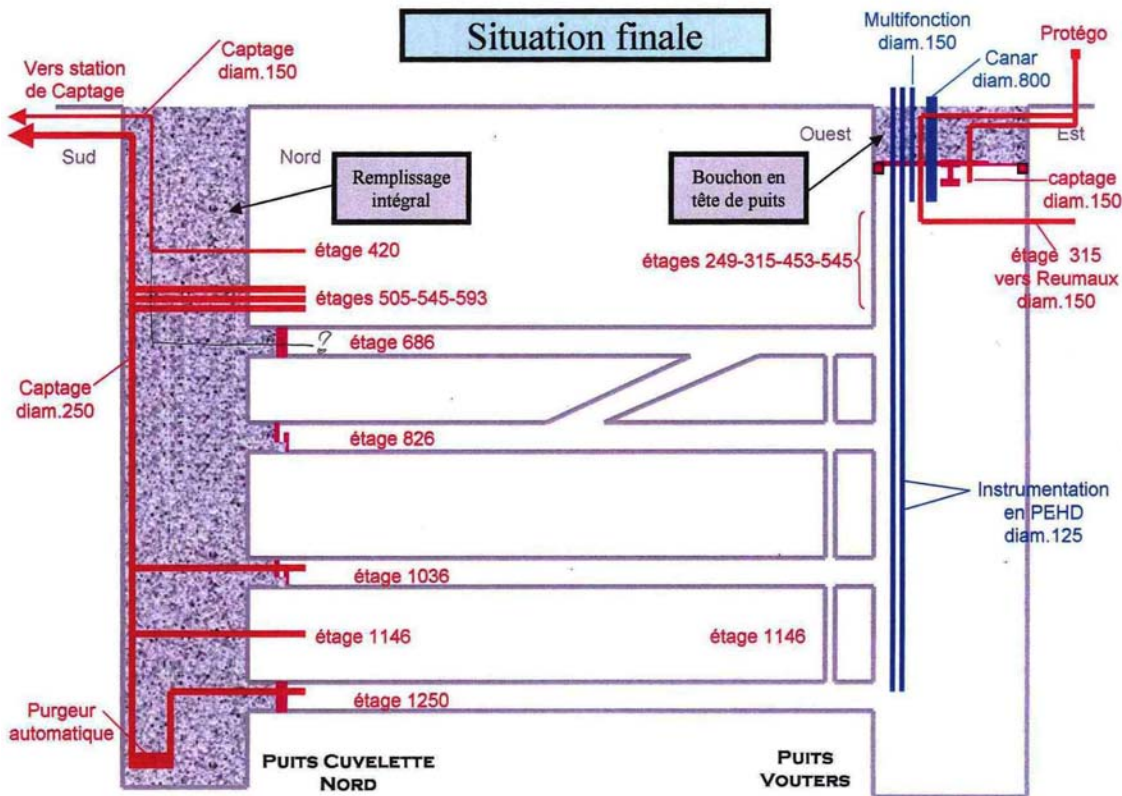 Situation finale
Captage
diam.150
Vers station
de Captage
Multifonction
diam.150
Canar
diam.800
Protégo
Sud
Nord
Ouest
Est
Remplissage
intégral
Bouchon en
tête de puits
captage
diam.150
étage 420
étages 249-315-453-545
étage 315
vers Reumaux
diam.150
étages 505-545-593
?
étage 686
Captage
diam.250
étage 826
Instrumentation
en PEHD
diam.125
étage 1036
étage 1146
étage 1146
étage 1250
Purgeur
automatique
PUITS CUVELETTE
NORD
PUITS
VOUTERS